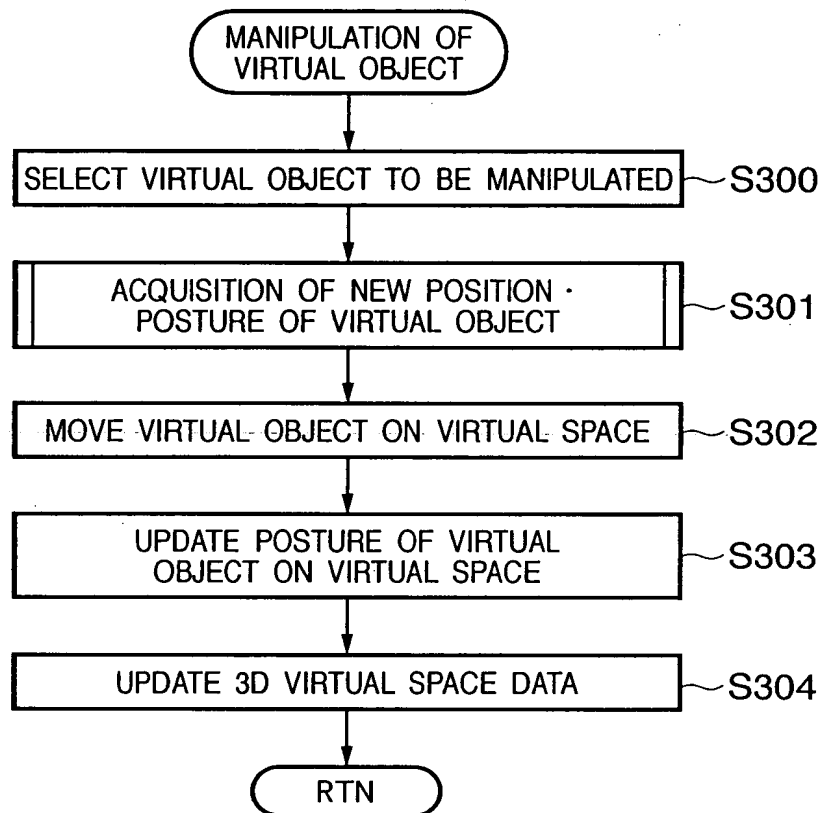 MANIPULATION OF
VIRTUAL OBJECT
SELECT VIRTUAL OBJECT TO BE MANIPULATED
S300
ACQUISITION OF NEW POSITION ·
POSTURE OF VIRTUAL OBJECT
S301
MOVE VIRTUAL OBJECT ON VIRTUAL SPACE
S302
UPDATE POSTURE OF VIRTUAL
OBJECT ON VIRTUAL SPACE
S303
UPDATE 3D VIRTUAL SPACE DATA
S304
RTN